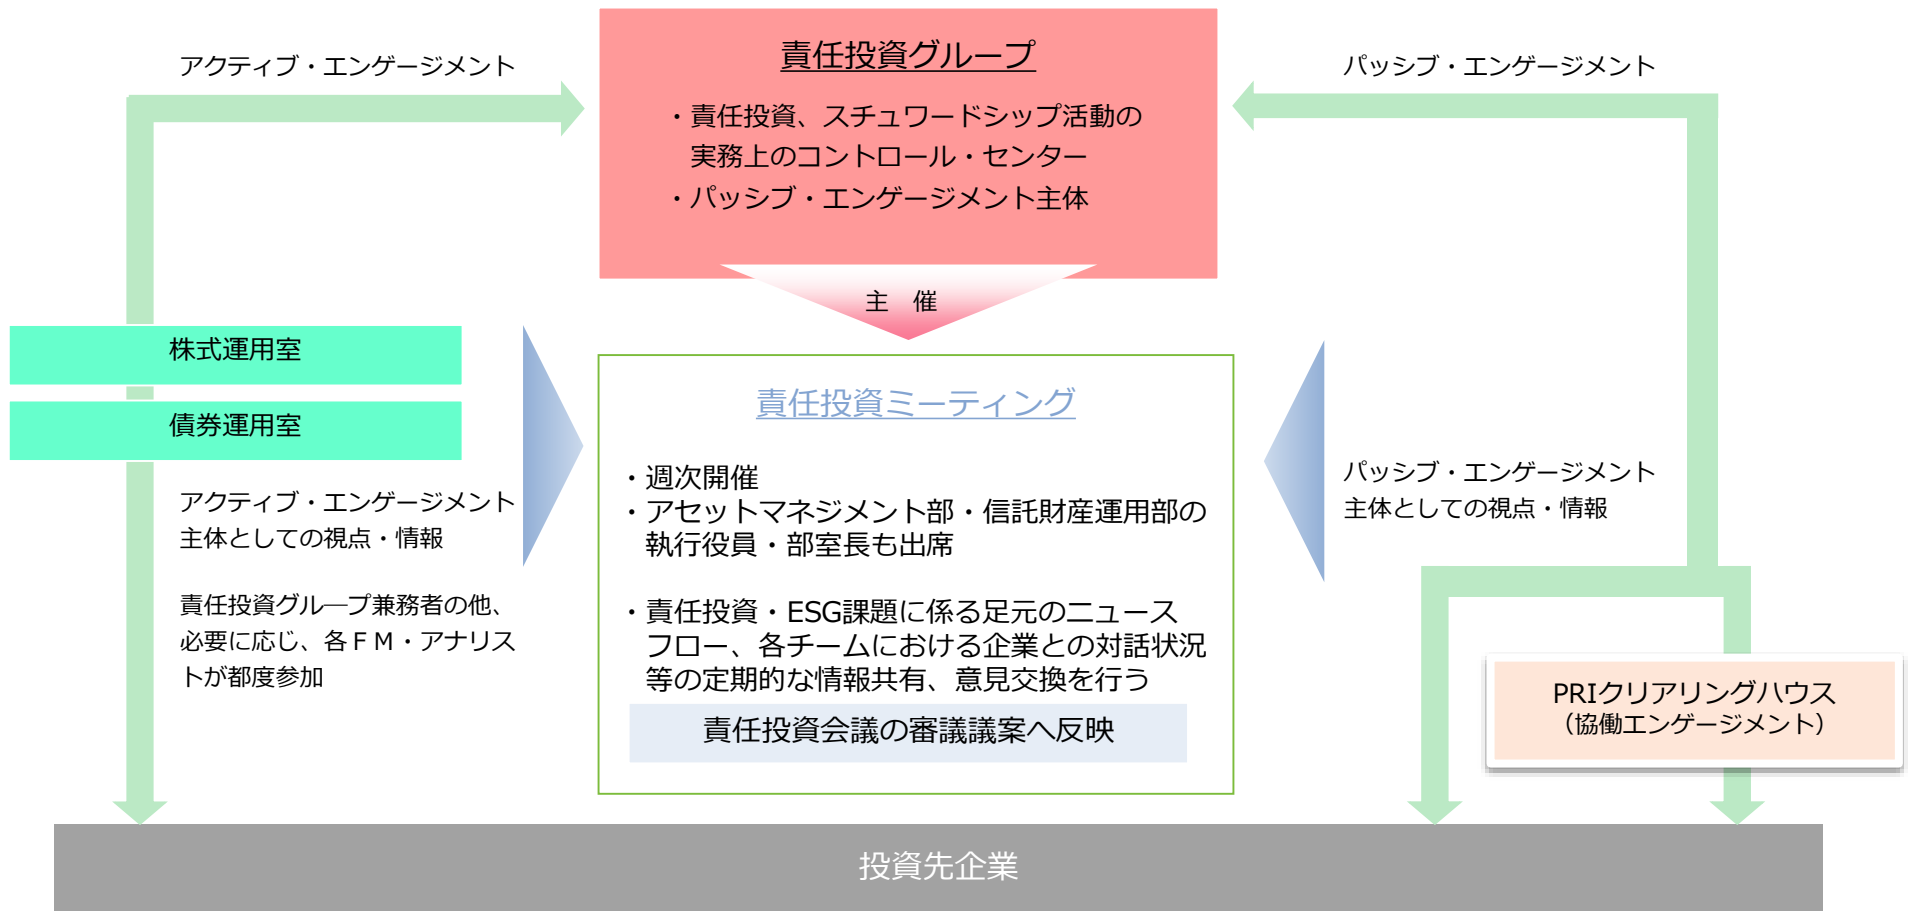 責任投資グループ
・責任投資、スチュワードシップ活動の
実務上のコントロール・センター
・パッシブ・エンゲージメント主体
アクティブ・エンゲージメント
パッシブ・エンゲージメント
主 催
株式運用室
債券運用室
アクティブ・エンゲージメント
主体としての視点・情報
責任投資グル―プ兼務者の他、
必要に応じ、各ＦＭ・アナリス
トが都度参加
責任投資ミーティング
・週次開催
・アセットマネジメント部・信託財産運用部の
執行役員・部室長も出席
・責任投資・ESG課題に係る足元のニュース
フロー、各チームにおける企業との対話状況
等の定期的な情報共有、意見交換を行う
責任投資会議の審議議案へ反映
パッシブ・エンゲージメント
主体としての視点・情報
PRIクリアリングハウス
（協働エンゲージメント）
投資先企業